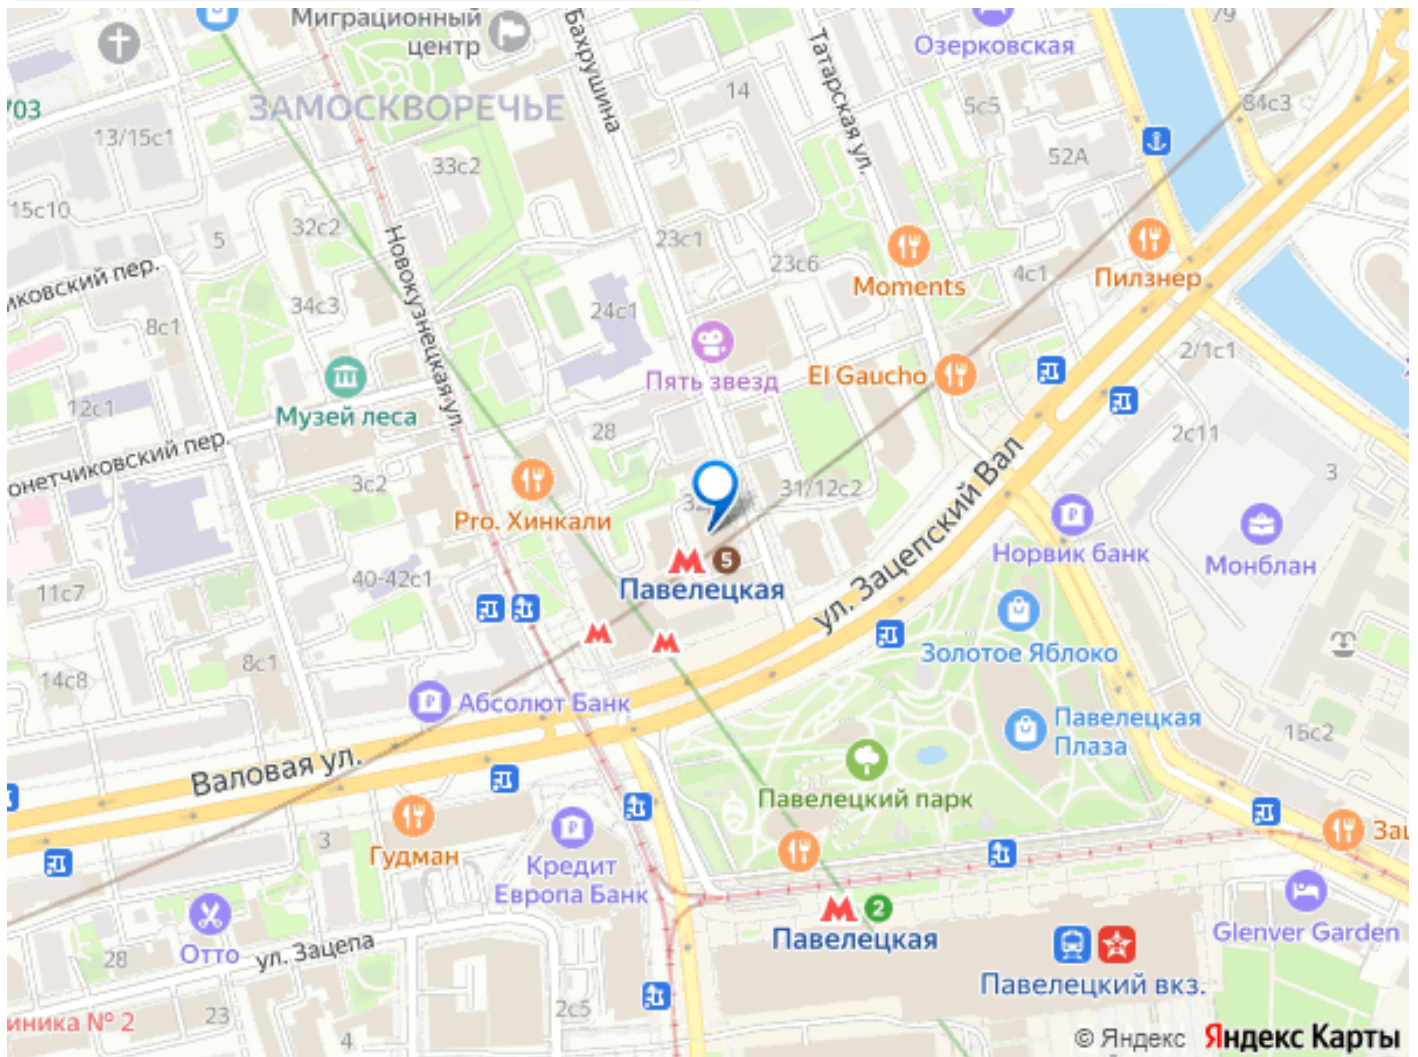 Миграционный
центр
Бахрушина
14
Татарская ул.
Озерковская
79
84с3
5с5
52А
703
13/15с1
ЗАМОСКВОРЕЧЬЕ
33с2
15с10
5
32с2
Новокузнецкая ул.
23с1
23с6
Moments
4с1
Пилзнер
иковский пер.
8с1
34с3
24с1
Пять звезд
El Gaucho
2/1с1
Музей леса
12с1
онетчиковский пер.
28
2с11
3
3с2
Pro. Хинкали
31/12с2
ул. Зацепский Вал
Норвик банк
Монблан
5
Павелецкая
11с7
40-42с1
Золотое Яблоко
8с1
14с8
Абсолют Банк
Павелецкая
Плаза
1Бс2
Валовая ул.
Павелецкий парк
3
Гудман
Кредит
Европа Банк
Зац
2
Павелецкая
Отто
ул. Зацепа
28
Glenver Garden
Павелецкий вкз.
иника № 2
23
4
2с5
© Яндекс Яндекс Карты